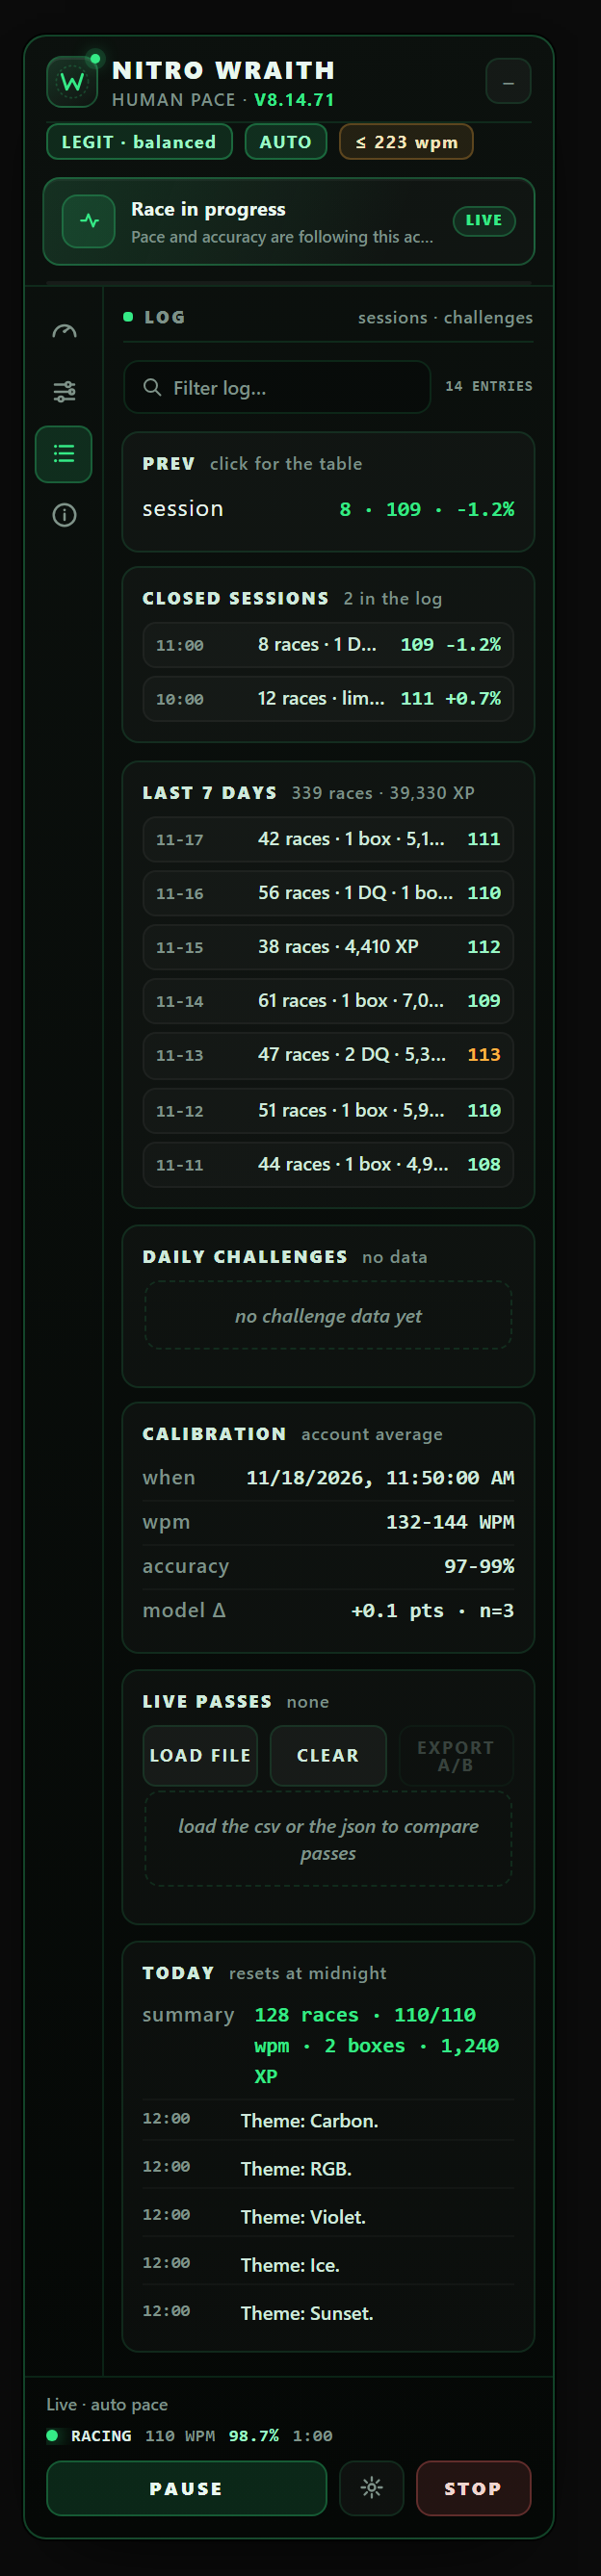 W
NITRO WRAITH
HUMAN PACE · V8.14.71
–
LEGIT · balanced
AUTO
≤ 223 wpm
Race in progress
Pace and accuracy are following this ac...
LIVE
LOG
sessions · challenges
Filter log...
14 ENTRIES
PREV click for the table
session 8 · 109 · -1.2%
CLOSED SESSIONS 2 in the log
11:00 8 races · 1 D... 109 -1.2%
10:00 12 races · lim... 111 +0.7%
LAST 7 DAYS 339 races · 39,330 XP
11-17 42 races · 1 box · 5,1... 111
11-16 56 races · 1 DQ · 1 bo... 110
11-15 38 races · 4,410 XP 112
11-14 61 races · 1 box · 7,0... 109
11-13 47 races · 2 DQ · 5,3... 113
11-12 51 races · 1 box · 5,9... 110
11-11 44 races · 1 box · 4,9... 108
DAILY CHALLENGES no data
no challenge data yet
CALIBRATION account average
when 11/18/2026, 11:50:00 AM
wpm 132-144 WPM
accuracy 97-99%
model Δ +0.1 pts · n=3
LIVE PASSES none
LOAD FILE
CLEAR
EXPORT
A/B
load the csv or the json to compare
passes
TODAY resets at midnight
summary 128 races · 110/110
wpm · 2 boxes · 1,240
XP
12:00 Theme: Carbon.
12:00 Theme: RGB.
12:00 Theme: Violet.
12:00 Theme: Ice.
12:00 Theme: Sunset.
Live · auto pace
RACING 110 WPM 98.7% 1:00
PAUSE
STOP